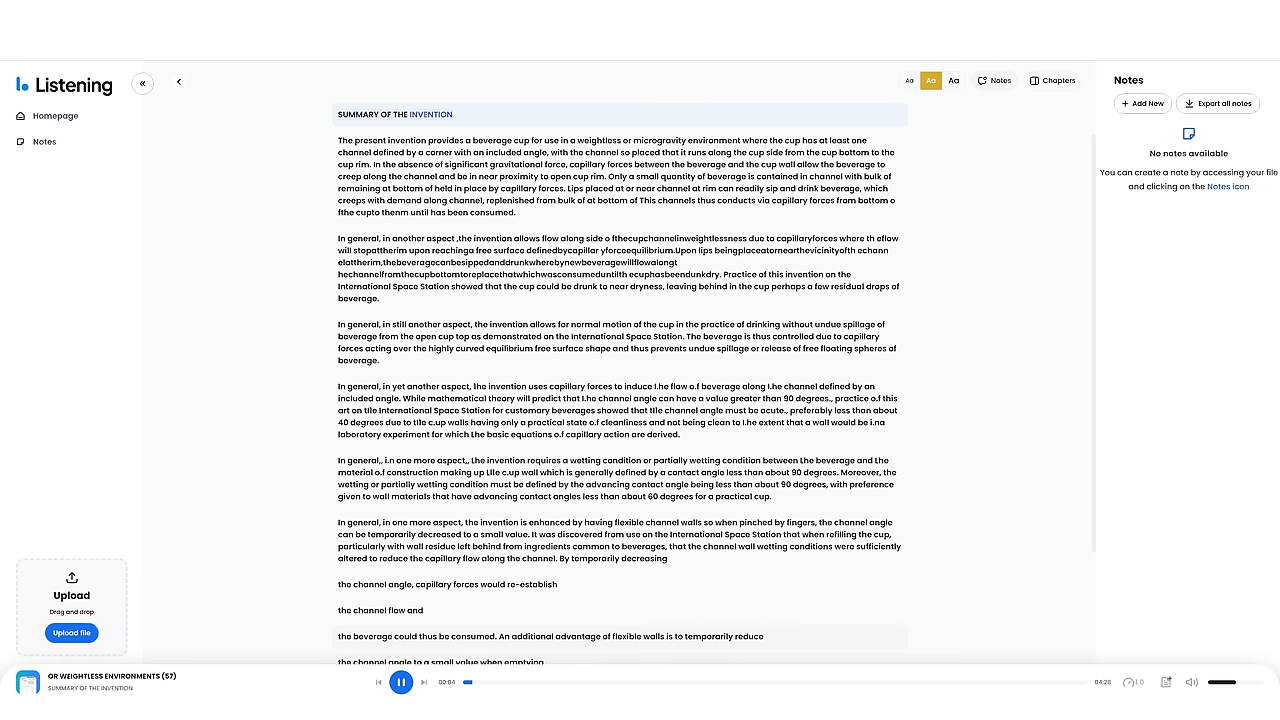 Listening
Homepage
Notes
Aa
Aa
Aa
Notes
Chapters
SUMMARY OF THE INVENTION
The present invention provides a beverage cup for use in a weightless or microgravity environment where the cup has at least one
channel defined by a corner with an included angle, with the channel so placed that it runs along the cup side from the cup bottom to the
cup rim. In the absence of significant gravitational force, capillary forces between the beverage and the cup wall allow the beverage to
creep along the channel and be in near proximity to open cup rim. Only a small quantity of beverage is contained in channel with bulk of
remaining at bottom of held in place by capillary forces. Lips placed at or near channel at rim can readily sip and drink beverage, which
creeps with demand along channel, replenished from bulk of at bottom of This channels thus conducts via capillary forces from bottom o
fthe cupto thenm until has been consumed.
In general, in another aspect ,the invention allows flow along side o fthecupchannelinweightlessness due to capillaryforces where th eflow
will stopattherim upon reachinga free surface definedbycapillar yforceequilibrium.Upon lips beingplaceatornearthevicinityofth echann
elattherim,thebeveragecanbesippedanddrunkwherebynewbeveragewillflowalongt
hechannelfromthecupbottomtoreplacethatwhichwasconsumeduntilth ecuphasbeendunkdry. Practice of this invention on the
International Space Station showed that the cup could be drunk to near dryness, leaving behind in the cup perhaps a few residual drops of
beverage.
In general, in still another aspect, the invention allows for normal motion of the cup in the practice of drinking without undue spillage of
beverage from the open cup top as demonstrated on the International Space Station. The beverage is thus controlled due to capillary
forces acting over the highly curved equilibrium free surface shape and thus prevents undue spillage or release of free floating spheres of
beverage.
In general, in yet another aspect, lhe invention uses capillary forces to induce l.he flow o.f beverage along l.he channel defined by an
included angle. While mathematical theory will predict that l.he channel angle can have a value greater than 90 degrees., practice o.f this
art on tlle International Space Station for customary beverages showed that tlle channel angle must be acute., preferably less than about
40 degrees due to tlle c.up walls having only a practical state o.f cleanliness and not being clean to l.he extent that a wall would be i.na
laboratory experiment for which Lhe basic equations o.f capillary action are derived.
In general,, i.n one more aspect,, Lhe invention requires a wetting condition or partially wetting condition between Lhe beverage and Lhe
material o.f construction making up Llle c.up wall which is generally defined by a contact angle less than about 90 degrees. Moreover, the
wetting or partially wetting condition must be defined by the advancing contact angle being less than about 90 degrees, with preference
given to wall materials that have advancing contact angles less than about 60 degrees for a practical cup.
In general, in one more aspect, the invention is enhanced by having flexible channel walls so when pinched by fingers, the channel angle
can be temporarily decreased to a small value. It was discovered from use on the International Space Station that when refilling the cup,
particularly with wall residue left behind from ingredients common to beverages, that the channel wall wetting conditions were sufficiently
altered to reduce the capillary flow along the channel. By temporarily decreasing
the channel angle, capillary forces would re-establish
the channel flow and
the beverage could thus be consumed. An additional advantage of flexible walls is to temporarily reduce
the channel angle to a small value when emptying
Notes
Add New
Export all notes
No notes available
You can create a note by accessing your file
and clicking on the Notes icon
Upload
Drag and drop
Upload file
OR WEIGHTLESS ENVIRONMENTS (57)
SUMMARY OF THE INVENTION
00:04
04:28
1.0